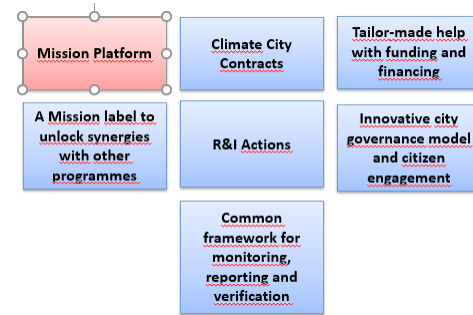 Mission Platform
Climate City
Contracts
Tailor-made help
with funding and
financing
A Mission label to
unlock synergies
with other
programmes
R&I Actions
Innovative city
governance model
and citizen
engagement
Common
framework for
monitoring,
reporting and
verification